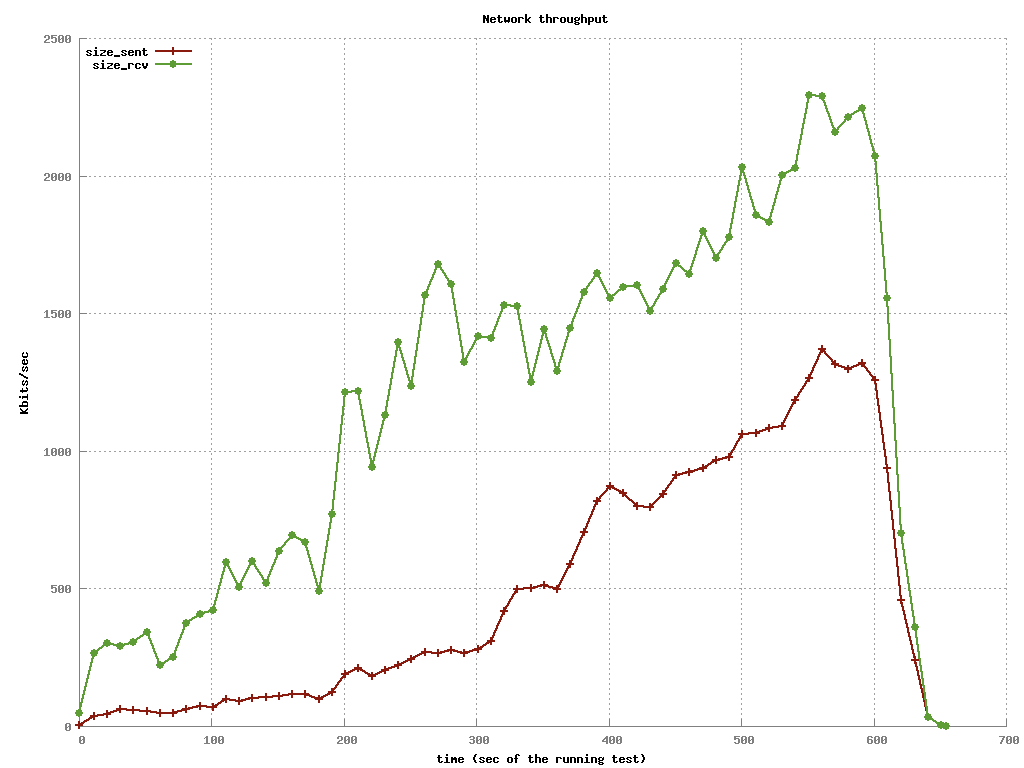 Network throughput
2500
size_sent
size_rcv
2000
1500
Kbits/sec
1000
500
0
0 100 200 300 400 500 600 700
time (sec of the running test)